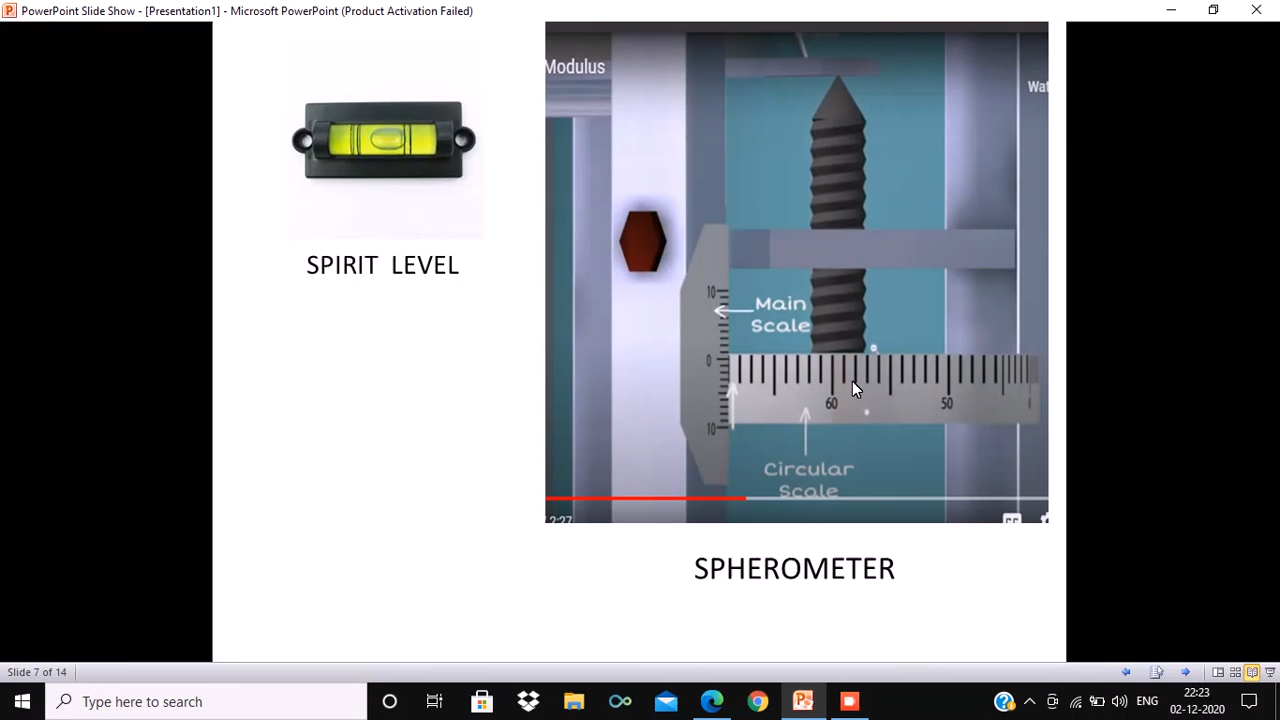 PowerPoint Slide Show - [Presentation1] - Microsoft PowerPoint (Product Activation Failed)
Modulus
Wat
SPIRIT LEVEL
10
Main
Scale
0
60
50
10
Circular
Scale
2:27
CC
SPHEROMETER
Slide 7 of 14
Type here to search
ENG
22:23
02-12-2020